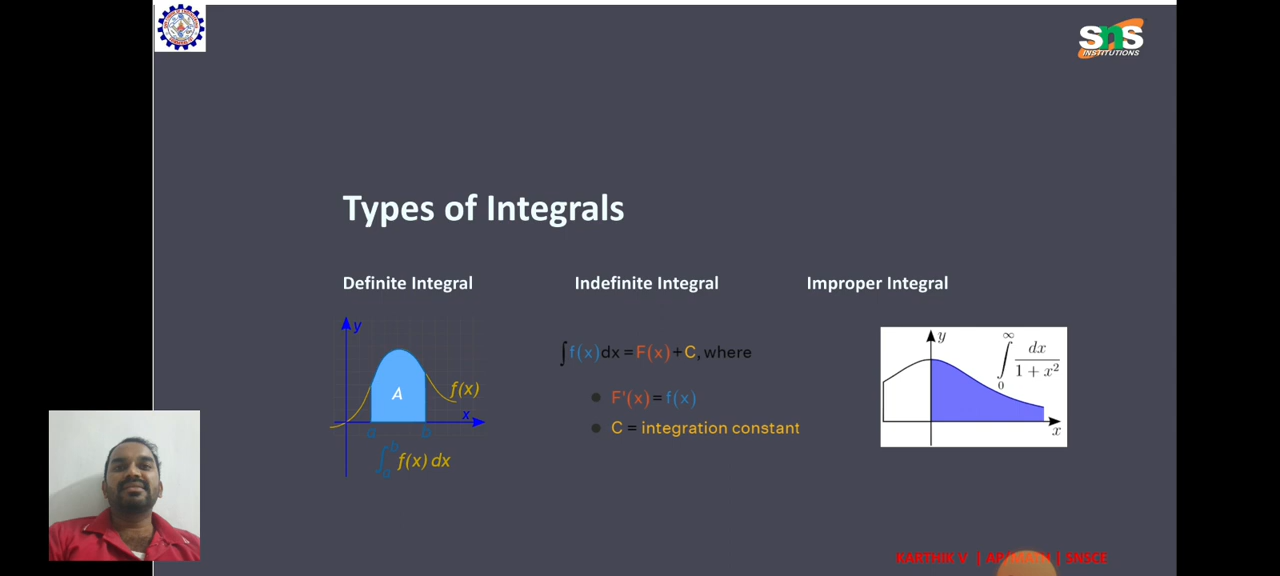 SNS
INSTITUTIONS
Types of Integrals
Definite Integral
Indefinite Integral
Improper Integral
y
A
f(x)
x
a b
∫ₐᵇ f(x) dx
∫f(x)dx = F(x) + C, where
● F'(x) = f(x)
● C = integration constant
y
∫₀^∞ dx / 1 + x²
x
KARTHIK V | | SNSCE